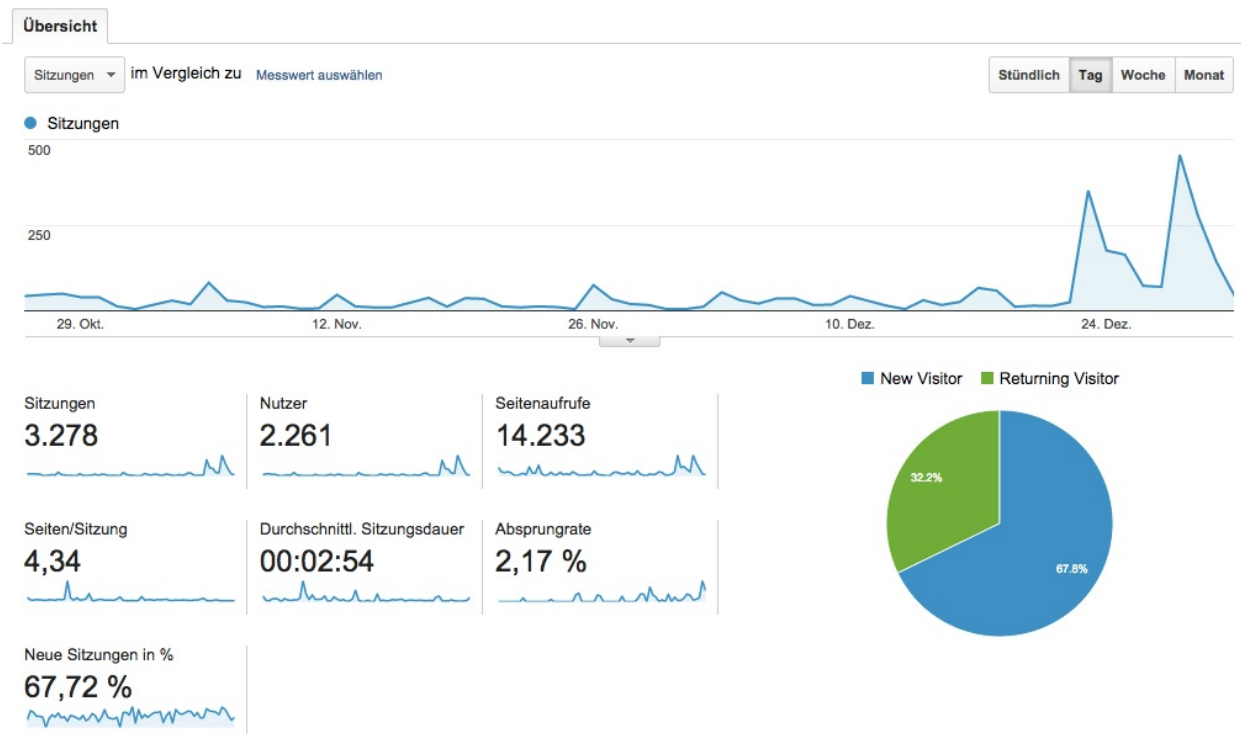 Übersicht
Sitzungen im Vergleich zu Messwert auswählen Stündlich Tag Woche Monat
Sitzungen
500
250
29. Okt. 12. Nov. 26. Nov. 10. Dez. 24. Dez.
New Visitor Returning Visitor
Sitzungen Nutzer Seitenaufrufe
3.278 2.261 14.233
32.2%
Seiten/Sitzung Durchschnittl. Sitzungsdauer Absprungrate
4,34 00:02:54 2,17 %
67.8%
Neue Sitzungen in %
67,72 %